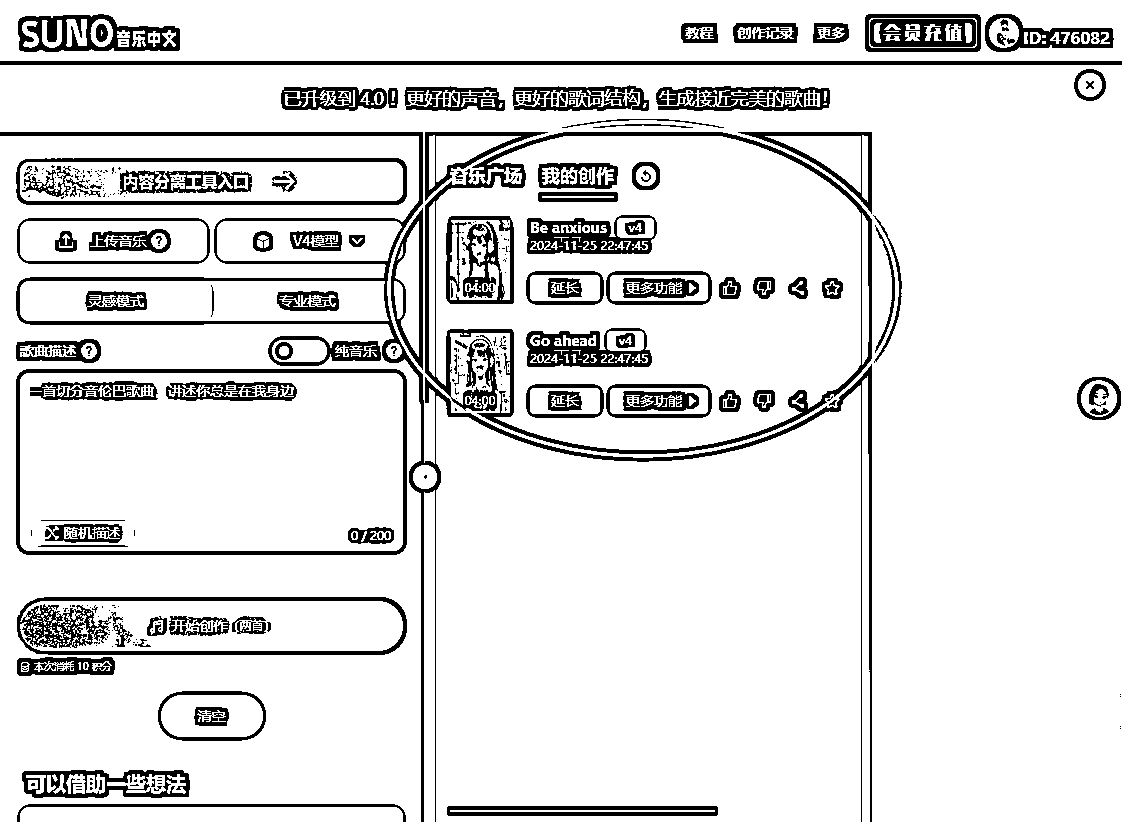 SUNO音乐中文
教程 创作记录 更多 【会员充值】 ID: 476082
已升级到 4.0！更好的声音，更好的歌词结构，生成接近完美的歌曲！
内容分离工具入口
上传音乐 ?
V4模型
灵感模式
专业模式
歌曲描述 ?
纯音乐 ?
一首切分音伦巴歌曲 讲述你总是在我身边
随机描述
0 / 200
开始创作（两首）
本次消耗 10 积分
清空
可以借助一些想法
音乐广场 我的创作
Be anxious v4
2024-11-25 22:47:45
04:00
延长 更多功能
Go ahead v4
2024-11-25 22:47:45
04:00
延长 更多功能